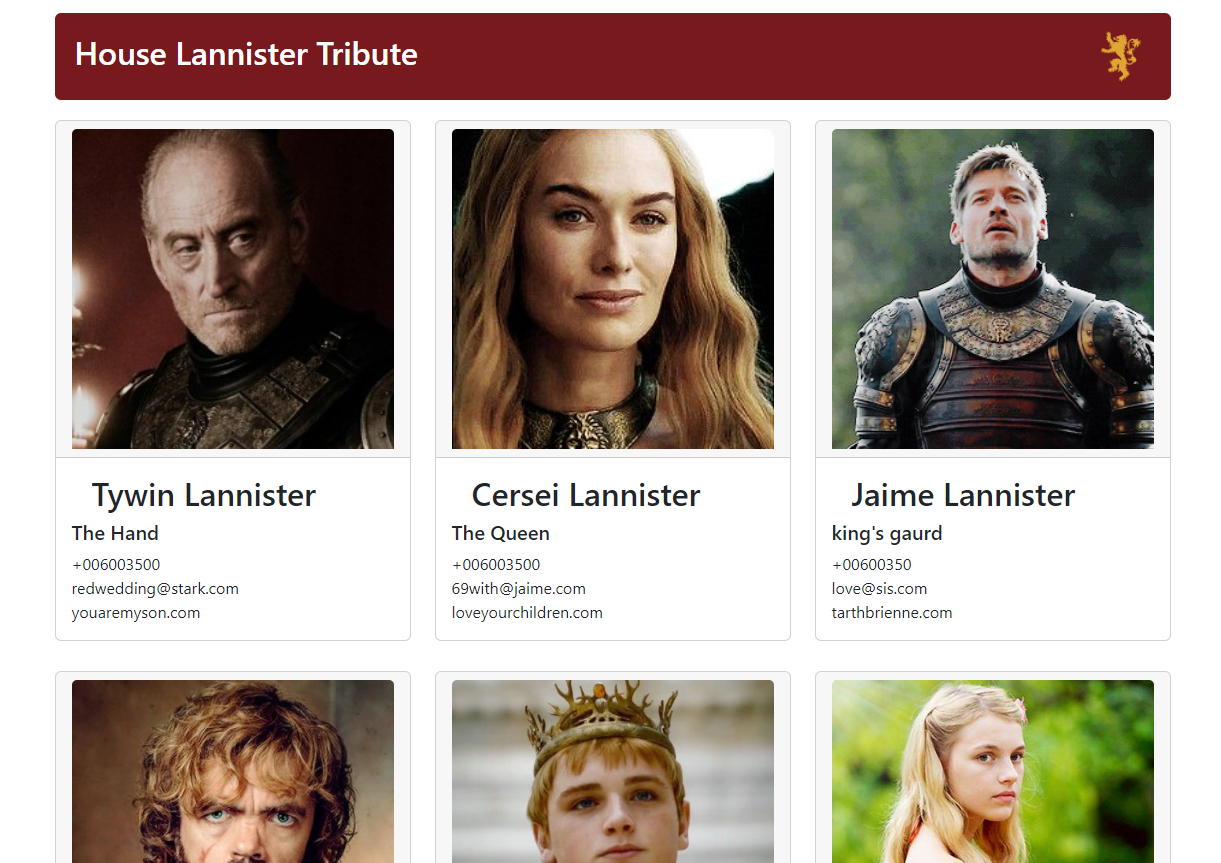 House Lannister Tribute
Tywin Lannister
The Hand
+006003500
redwedding@stark.com
youaremyson.com
Cersei Lannister
The Queen
+006003500
69with@jaime.com
loveyourchildren.com
Jaime Lannister
king's gaurd
+00600350
love@sis.com
tarthbrienne.com